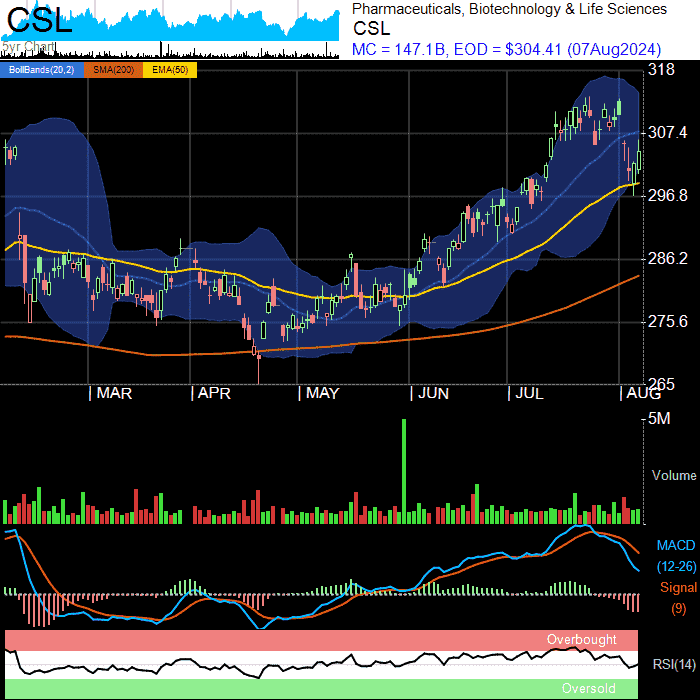 CSL
5yr Chart
Pharmaceuticals, Biotechnology & Life Sciences
CSL
MC = 147.1B, EOD = $304.41 (07Aug2024)
BollBands(20,2) SMA(200) EMA(50)
318
307.4
296.8
286.2
275.6
265
MAR APR MAY JUN JUL AUG
5M
Volume
MACD
(12-26)
Signal
(9)
Overbought
RSI(14)
Oversold